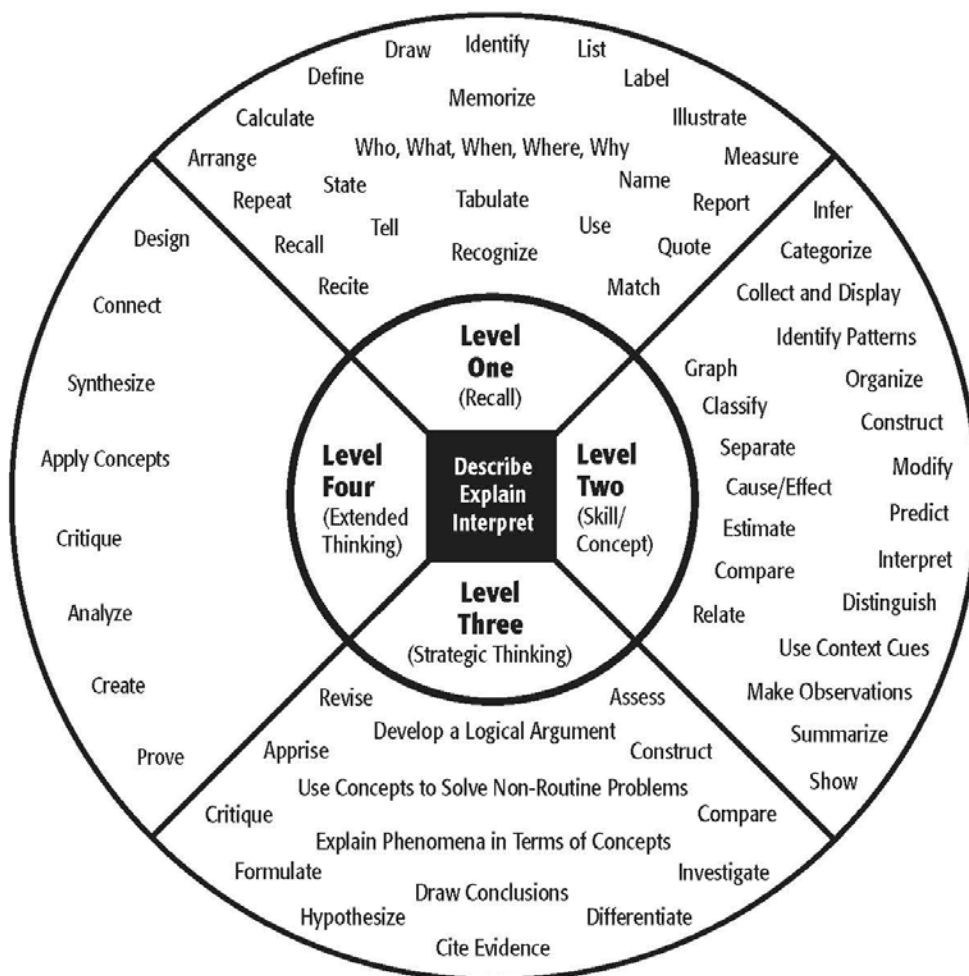 Draw
Identify
List
Define
Label
Memorize
Calculate
Illustrate
Who, What, When, Where, Why
Arrange
Measure
State
Name
Repeat
Tabulate
Report
Tell
Use
Recall
Recognize
Quote
Recite
Match
Level
One
(Recall)
Infer
Categorize
Collect and Display
Identify Patterns
Graph
Organize
Classify
Construct
Separate
Modify
Cause/Effect
Predict
Estimate
Interpret
Compare
Distinguish
Relate
Use Context Cues
Make Observations
Summarize
Show
Level
Two
(Skill/
Concept)
Describe
Explain
Interpret
Level
Three
(Strategic Thinking)
Revise
Assess
Develop a Logical Argument
Apprise
Construct
Use Concepts to Solve Non-Routine Problems
Critique
Compare
Explain Phenomena in Terms of Concepts
Formulate
Investigate
Draw Conclusions
Hypothesize
Differentiate
Cite Evidence
Level
Four
(Extended
Thinking)
Design
Connect
Synthesize
Apply Concepts
Critique
Analyze
Create
Prove